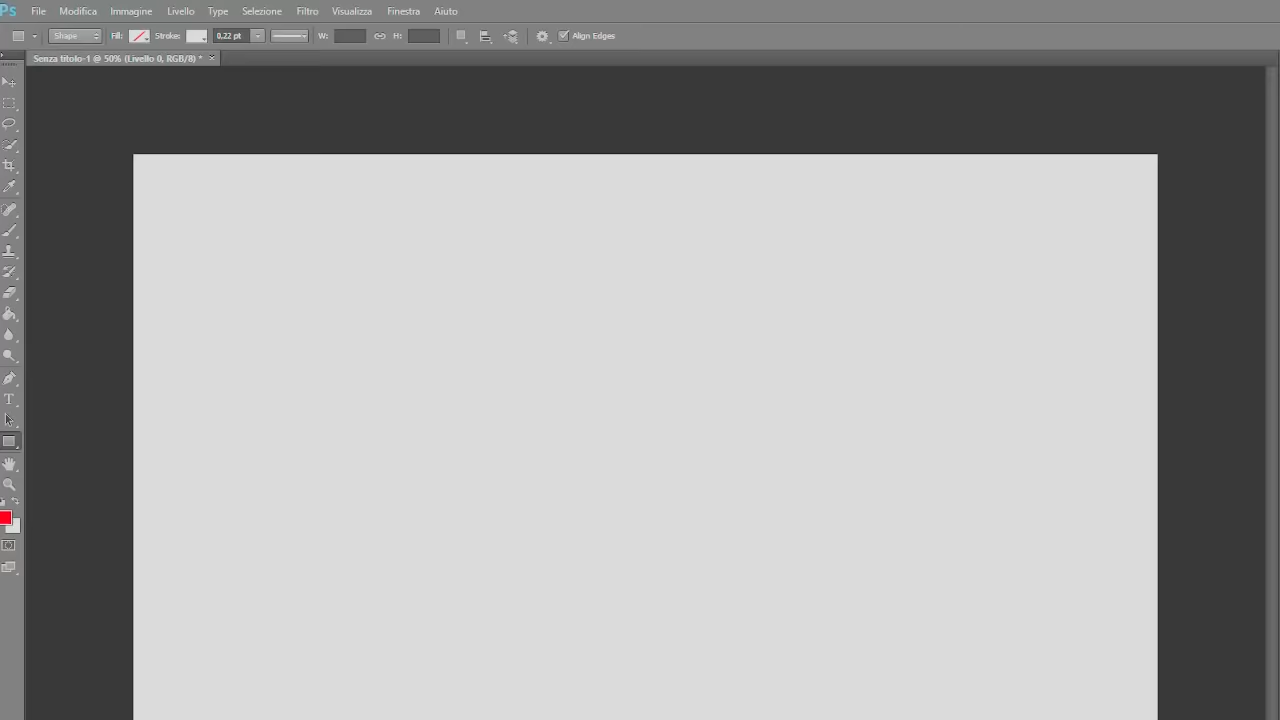 Ps File Modifica Immagine Livello Type Selezione Filtro Visualizza Finestra Aiuto
Shape Fill: Stroke: 0.22 pt W: H: Align Edges
Senza titolo-1 @ 50% (Livello 0, RGB/8) * ×
T